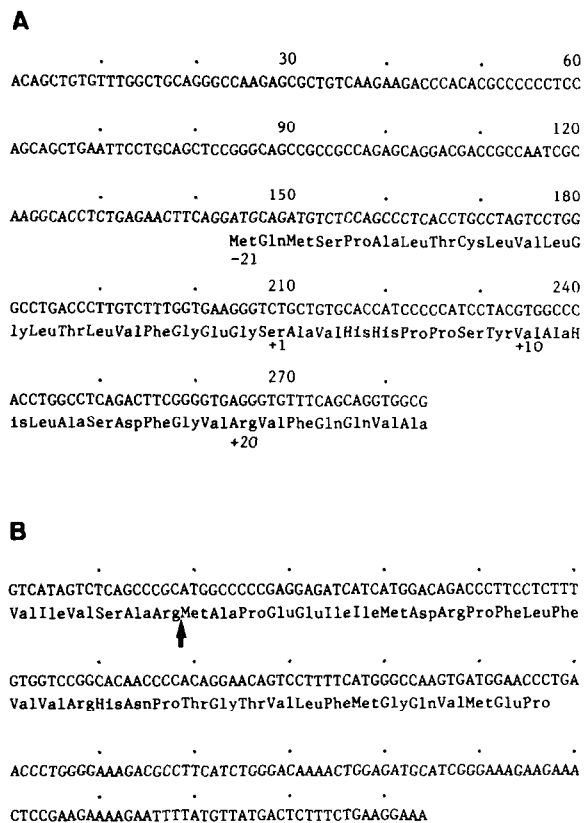 A
. . 30 . . 60
ACAGCTGTGTTTGGCTGCAGGGCCAAGAGCGCTGTCAAGAAGACCCACACGCCCCCCTCC
. . 90 . . 120
AGCAGCTGAATTCCTGCAGCTCCGGGCAGCCGCCGCCAGAGCAGGACGACCGCCAATCGC
. . 150 . . 180
AAGGCACCTCTGAGAACTTCAGGATGCAGATGTCTCCAGCCCTCACCTGCCTAGTCCTGG
MetGlnMetSerProAlaLeuThrCysLeuValLeuG
-21
. . 210 . . 240
GCCTGACCCTTGTCTTTGGTGAAGGGTCTGCTGTGCACCATCCCCCATCCTACGTGGCCC
lyLeuThrLeuValPheGlyGluGlySerAlaValHisHisProProSerTyrValAlaH
+1 +10
. . 270 .
ACCTGGCCTCAGACTTCGGGGTGAGGGTGTTTCAGCAGGTGGCG
isLeuAlaSerAspPheGlyValArgValPheGlnGlnValAla
+20
B
. . . . . .
GTCATAGTCTCAGCCCGCATGGCCCCCGAGGAGATCATCATGGACAGACCCTTCCTCTTT
ValIleValSerAlaArgMetAlaProGluGluIleIleMetAspArgProPheLeuPhe
. . . . . .
GTGGTCCGGCACAACCCCACAGGAACAGTCCTTTTCATGGGCCAAGTGATGGAACCCTGA
ValValArgHisAsnProThrGlyThrValLeuPheMetGlyGlnValMetGluPro
. . . . . .
ACCCTGGGGAAAGACGCCTTCATCTGGGACAAAACTGGAGATGCATCGGGAAAGAAGAAA
. . . .
CTCCGAAGAAAAGAATTTTATGTTATGACTCTTTCTGAAGGAAA